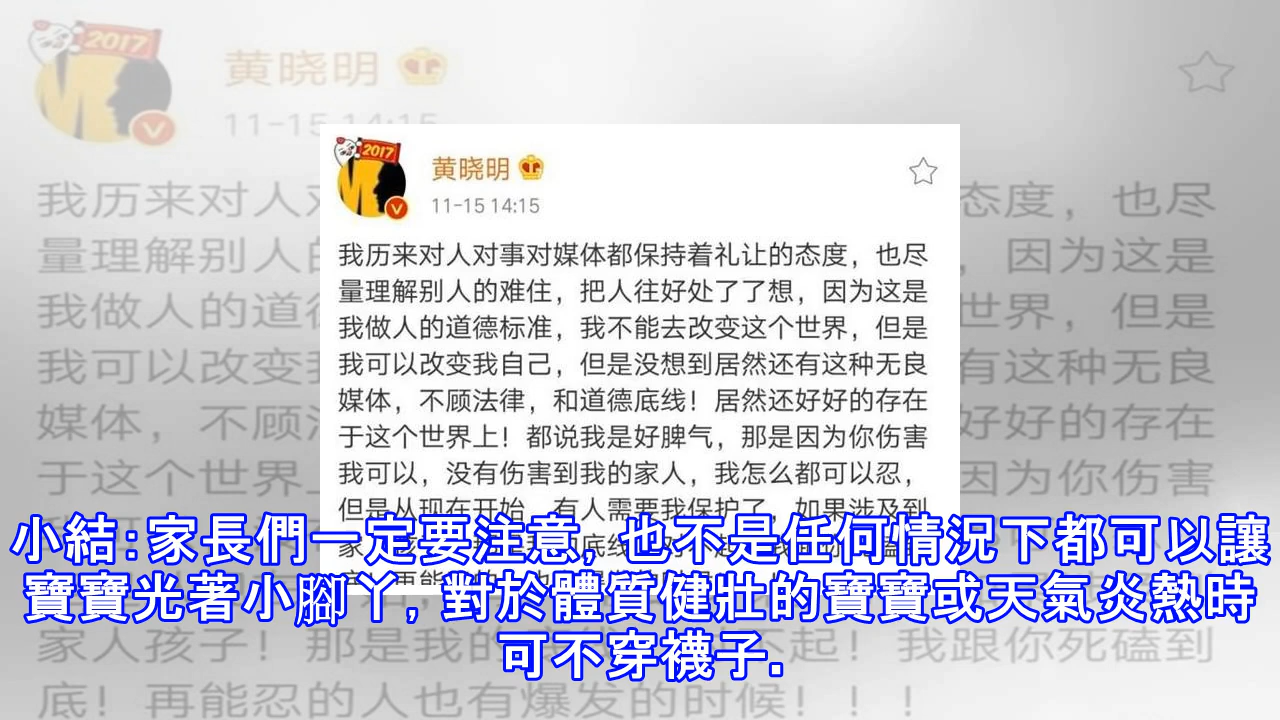 2017
黄晓明
11-15 14:15
我历来对人对事对媒体都保持着礼让的态度，也尽
量理解别人的难住，把人往好处了了想，因为这是
我做人的道德标准，我不能去改变这个世界，但是
我可以改变我自己，但是没想到居然还有这种无良
媒体，不顾法律，和道德底线！居然还好好的存在
于这个世界上！都说我是好脾气，那是因为你伤害
我可以，没有伤害到我的家人，我怎么都可以忍，
但是从现在开始，有人需要我保护了，如果涉及到
小結:家長們一定要注意,也不是任何情況下都可以讓
寶寶光著小腳丫,對於體質健壯的寶寶或天氣炎熱時
可不穿襪子.
家人孩子！那是我的
不起！我跟你死磕到
底！再能忍的人也有爆发的时候！！！